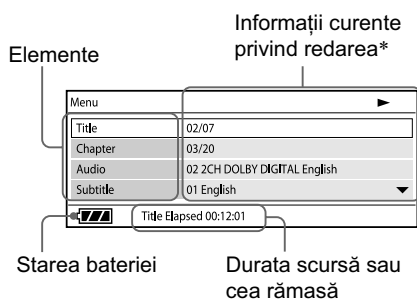 Informații curente
privind redarea*
Elemente
Menu
Title 02/07
Chapter 03/20
Audio 02 2CH DOLBY DIGITAL English
Subtitle 01 English
Title Elapsed 00:12:01
Starea bateriei
Durata scursă sau
cea rămasă